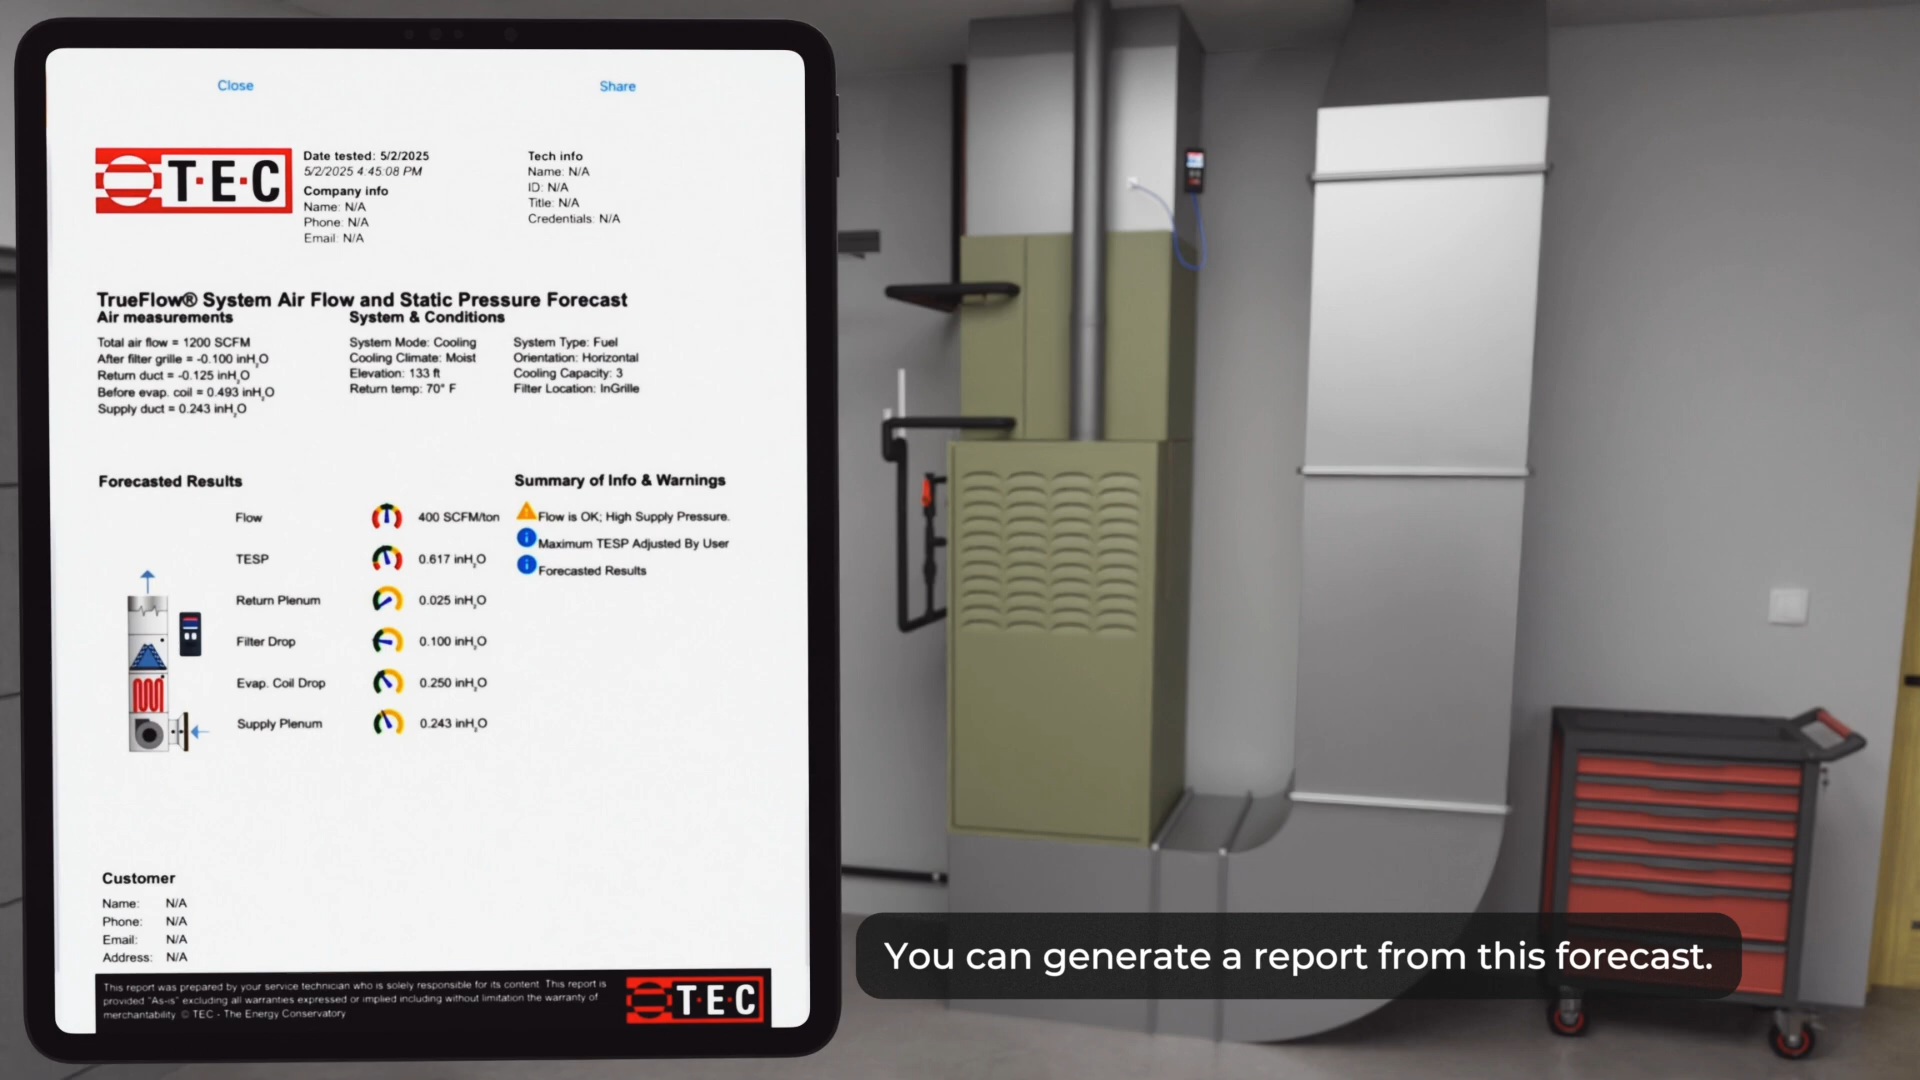 Close
Share
T·E·C
Date tested: 5/2/2025
5/2/2025 4:45:08 PM
Company info
Name: N/A
Phone: N/A
Email: N/A
Tech info
Name: N/A
ID: N/A
Title: N/A
Credentials: N/A
TrueFlow® System Air Flow and Static Pressure Forecast
Air measurements
Total air flow = 1200 SCFM
After filter grille = -0.100 inH₂O
Return duct = -0.125 inH₂O
Before evap. coil = 0.493 inH₂O
Supply duct = 0.243 inH₂O
System & Conditions
System Mode: Cooling
Cooling Climate: Moist
Elevation: 133 ft
Return temp: 70° F
System Type: Fuel
Orientation: Horizontal
Cooling Capacity: 3
Filter Location: InGrille
Forecasted Results
Flow 400 SCFM/ton
TESP 0.617 inH₂O
Return Plenum 0.025 inH₂O
Filter Drop 0.100 inH₂O
Evap. Coil Drop 0.250 inH₂O
Supply Plenum 0.243 inH₂O
Summary of Info & Warnings
Flow is OK; High Supply Pressure.
Maximum TESP Adjusted By User
Forecasted Results
Customer
Name: N/A
Phone: N/A
Email: N/A
Address: N/A
This report was prepared by your service technician who is solely responsible for its content. This report is
provided "As-is" excluding all warranties expressed or implied including without limitation the warranty of
merchantability. © TEC - The Energy Conservatory
T·E·C
You can generate a report from this forecast.